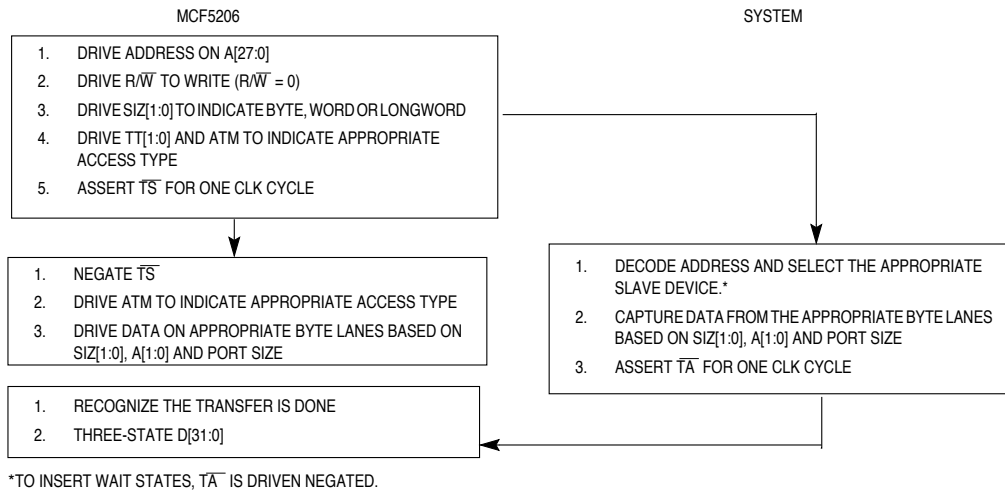 MCF5206
SYSTEM
1. DRIVE ADDRESS ON A[27:0]
2. DRIVE R/W̅ TO WRITE (R/W̅ = 0)
3. DRIVE SIZ[1:0] TO INDICATE BYTE, WORD OR LONGWORD
4. DRIVE TT[1:0] AND ATM TO INDICATE APPROPRIATE
ACCESS TYPE
5. ASSERT T̅S̅ FOR ONE CLK CYCLE
1. NEGATE T̅S̅
2. DRIVE ATM TO INDICATE APPROPRIATE ACCESS TYPE
3. DRIVE DATA ON APPROPRIATE BYTE LANES BASED ON
SIZ[1:0], A[1:0] AND PORT SIZE
1. DECODE ADDRESS AND SELECT THE APPROPRIATE
SLAVE DEVICE.*
2. CAPTURE DATA FROM THE APPROPRIATE BYTE LANES
BASED ON SIZ[1:0], A[1:0] AND PORT SIZE
3. ASSERT T̅A̅ FOR ONE CLK CYCLE
1. RECOGNIZE THE TRANSFER IS DONE
2. THREE-STATE D[31:0]
*TO INSERT WAIT STATES, T̅A̅ IS DRIVEN NEGATED.